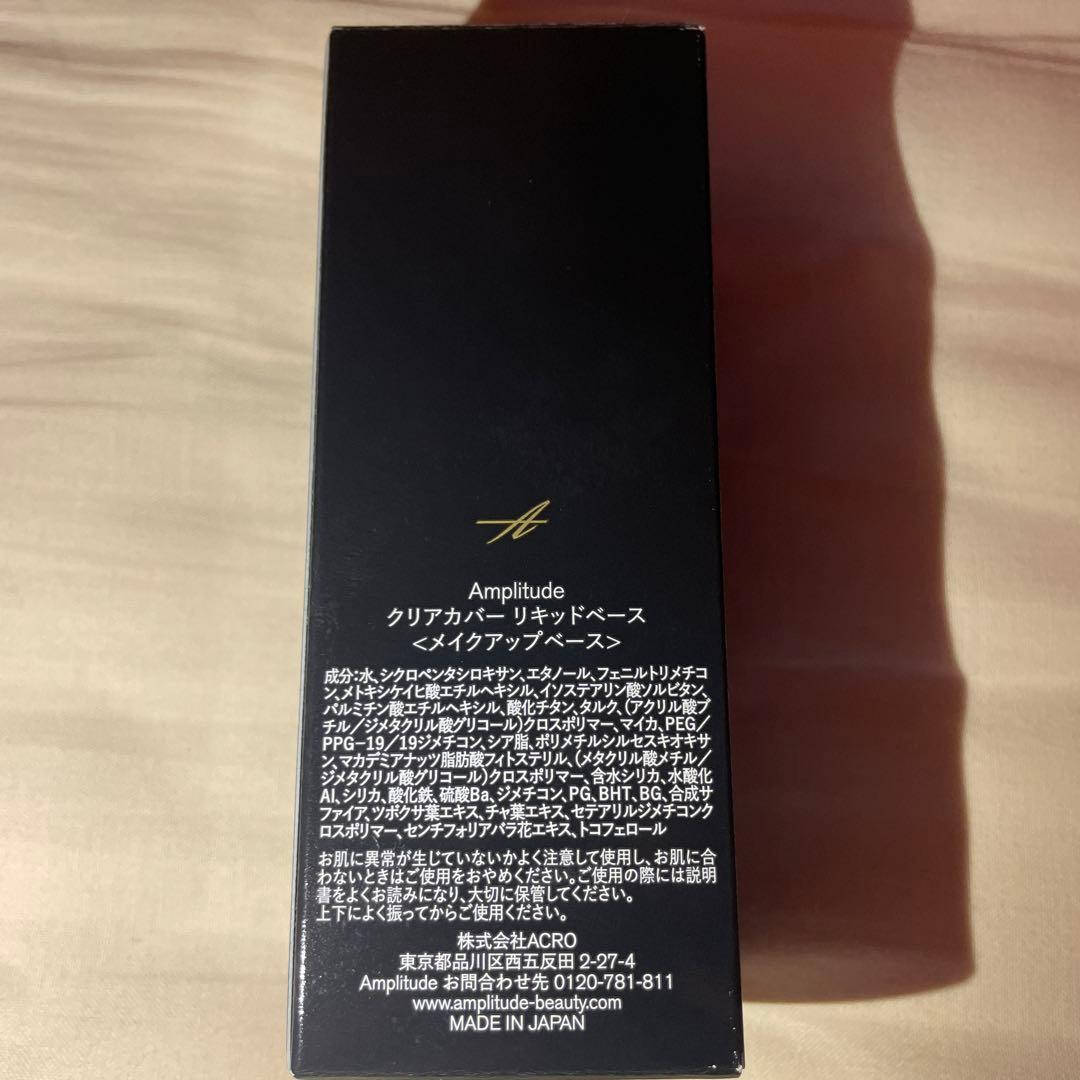 A
Amplitude
クリアカバー リキッドベース
<メイクアップベース>
成分:水、シクロペンタシロキサン、エタノール、フェニルトリメチコ
ン、メトキシケイヒ酸エチルヘキシル、イソステアリン酸ソルビタン、
パルミチン酸エチルヘキシル、酸化チタン、タルク、(アクリル酸ブ
チル/ジメタクリル酸グリコール)クロスポリマー、マイカ、PEG/
PPG-19/19ジメチコン、シア脂、ポリメチルシルセスキオキサ
ン、マカデミアナッツ脂肪酸フィトステリル、(メタクリル酸メチル/
ジメタクリル酸グリコール)クロスポリマー、含水シリカ、水酸化
Al、シリカ、酸化鉄、硫酸Ba、ジメチコン、PG、BHT、BG、合成サ
ファイア、ツボクサ葉エキス、チャ葉エキス、セテアリルジメチコンク
ロスポリマー、センチフォリアバラ花エキス、トコフェロール
お肌に異常が生じていないかよく注意して使用し、お肌に合
わないときはご使用をおやめください。ご使用の際には説明
書をよくお読みになり、大切に保管してください。
上下によく振ってからご使用ください。
株式会社ACRO
東京都品川区西五反田 2-27-4
Amplitude お問合わせ先 0120-781-811
www.amplitude-beauty.com
MADE IN JAPAN